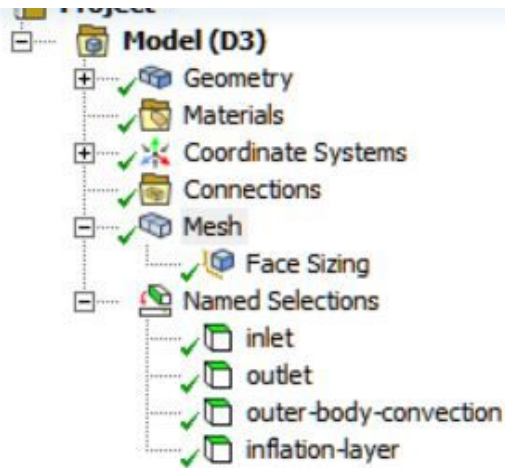 Project
Model (D3)
Geometry
Materials
Coordinate Systems
Connections
Mesh
Face Sizing
Named Selections
inlet
outlet
outer-body-convection
inflation-layer